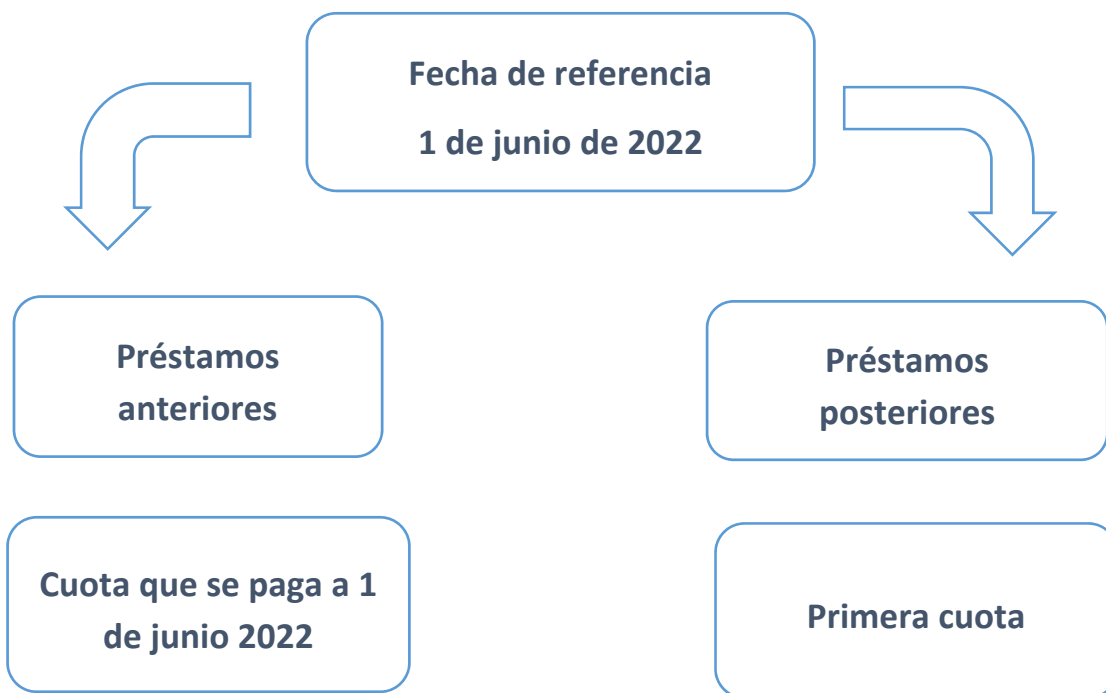 Fecha de referencia
1 de junio de 2022
Préstamos
anteriores
Préstamos
posteriores
Cuota que se paga a 1
de junio 2022
Primera cuota